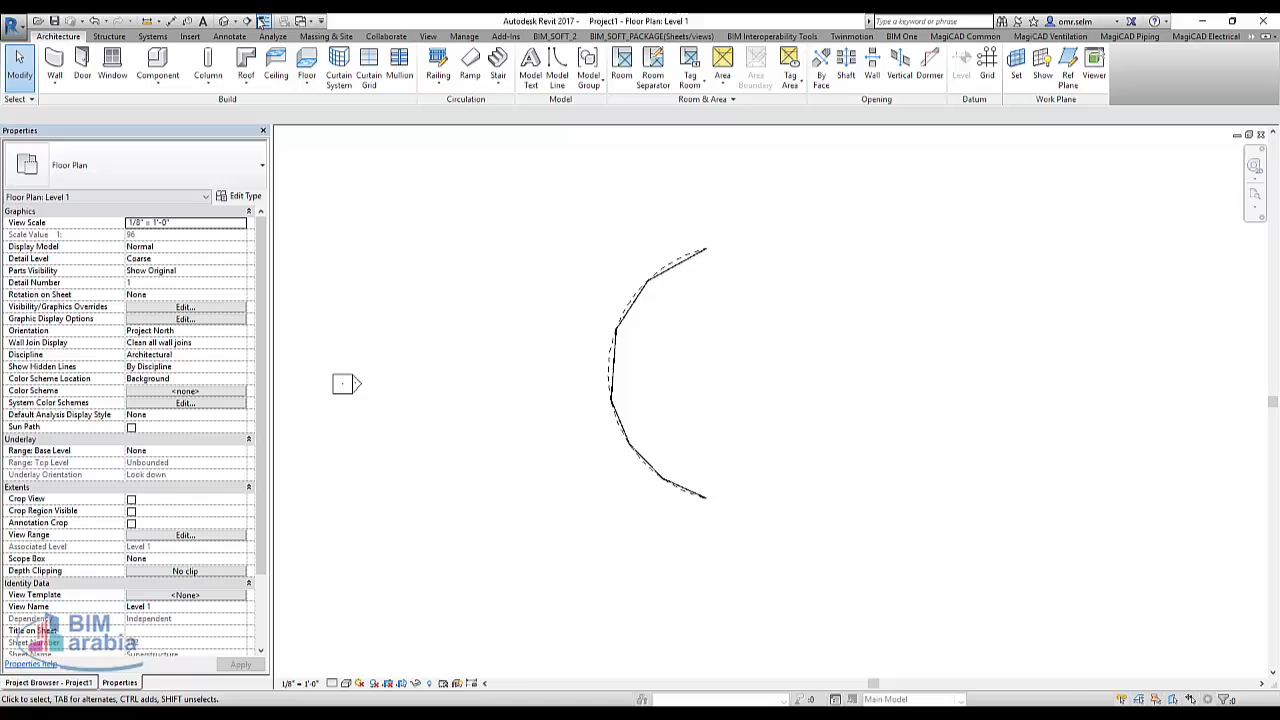 Autodesk Revit 2017 - Project1 - Floor Plan: Level 1
Type a keyword or phrase
omr.selm
Architecture Structure Systems Insert Annotate Analyze Massing & Site Collaborate View Manage Add-Ins BIM_SOFT_2 BIM_SOFT_PACKAGE(Sheets/views) BIM Interoperability Tools Twinmotion BIM One MagiCAD Common MagiCAD Ventilation MagiCAD Piping MagiCAD Electrical
Modify Wall Door Window Component Column Roof Ceiling Floor Curtain System Curtain Grid Mullion Railing Ramp Stair Model Text Model Line Model Group Room Room Separator Tag Room Area Area Boundary Tag Area By Face Shaft Wall Vertical Dormer Level Grid Set Show Ref Plane Viewer
Select Build Circulation Model Room & Area Opening Datum Work Plane
Properties
Floor Plan
Floor Plan: Level 1 Edit Type
Graphics
View Scale 1/8" = 1'-0"
Scale Value 1: 96
Display Model Normal
Detail Level Coarse
Parts Visibility Show Original
Detail Number 1
Rotation on Sheet None
Visibility/Graphics Overrides Edit...
Graphic Display Options Edit...
Orientation Project North
Wall Join Display Clean all wall joins
Discipline Architectural
Show Hidden Lines By Discipline
Color Scheme Location Background
Color Scheme <none>
System Color Schemes Edit...
Default Analysis Display Style None
Sun Path
Underlay
Range: Base Level None
Range: Top Level Unbounded
Underlay Orientation Look down
Extents
Crop View
Crop Region Visible
Annotation Crop
View Range Edit...
Associated Level Level 1
Scope Box None
Depth Clipping No clip
Identity Data
View Template <None>
View Name Level 1
Dependency Independent
Title on Sheet
Sheet Number
Sheet Name Superstructure
BIM
arabia
Properties help Apply
Project Browser - Project1 Properties
1/8" = 1'-0"
Click to select, TAB for alternates, CTRL adds, SHIFT unselects.
:0
Main Model
:0